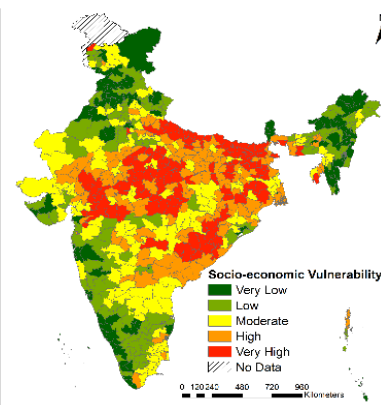 Socio-economic Vulnerability
Very Low
Low
Moderate
High
Very High
No Data
0 120 240 480 720 960
Kilometers